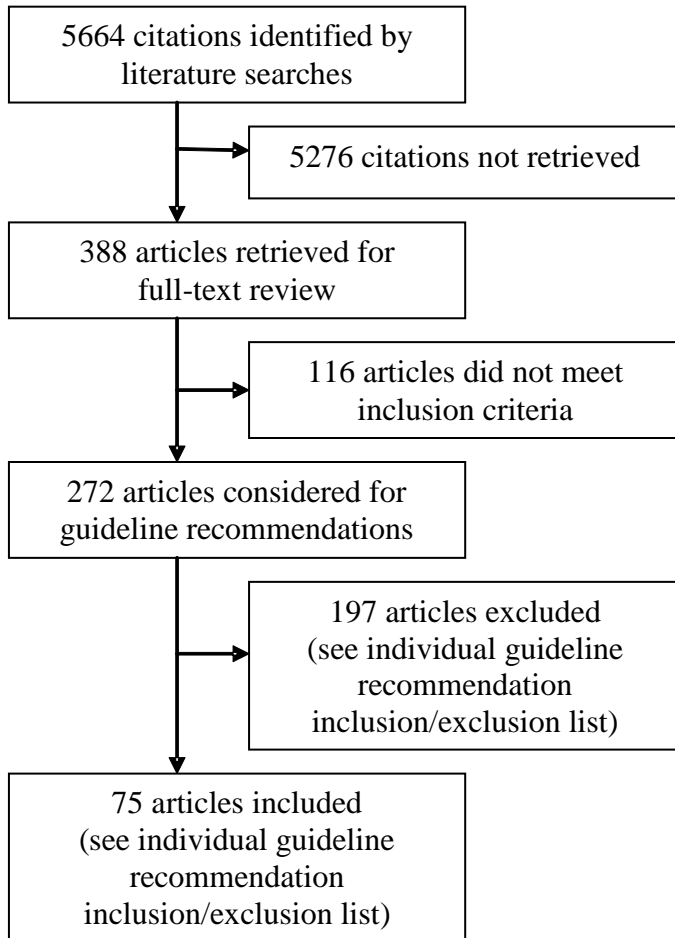 5664 citations identified by
literature searches
5276 citations not retrieved
388 articles retrieved for
full-text review
116 articles did not meet
inclusion criteria
272 articles considered for
guideline recommendations
197 articles excluded
(see individual guideline
recommendation
inclusion/exclusion list)
75 articles included
(see individual guideline
recommendation
inclusion/exclusion list)